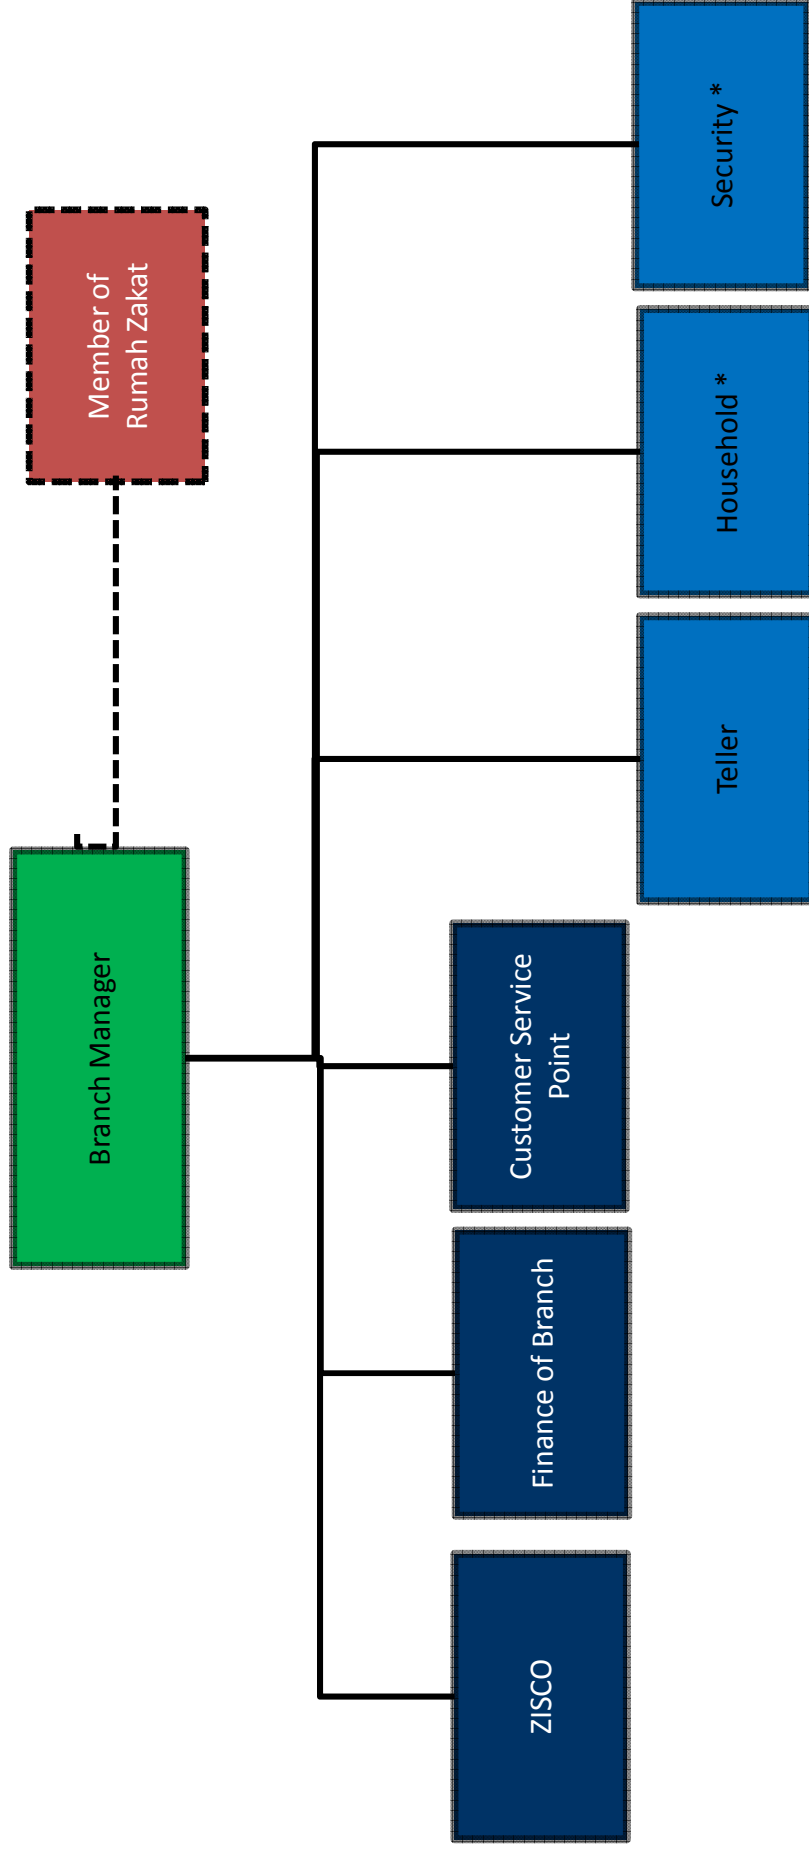 Branch Manager
Member of
Rumah Zakat
ZISCO
Finance of Branch
Customer Service
Point
Teller
Household *
Security *